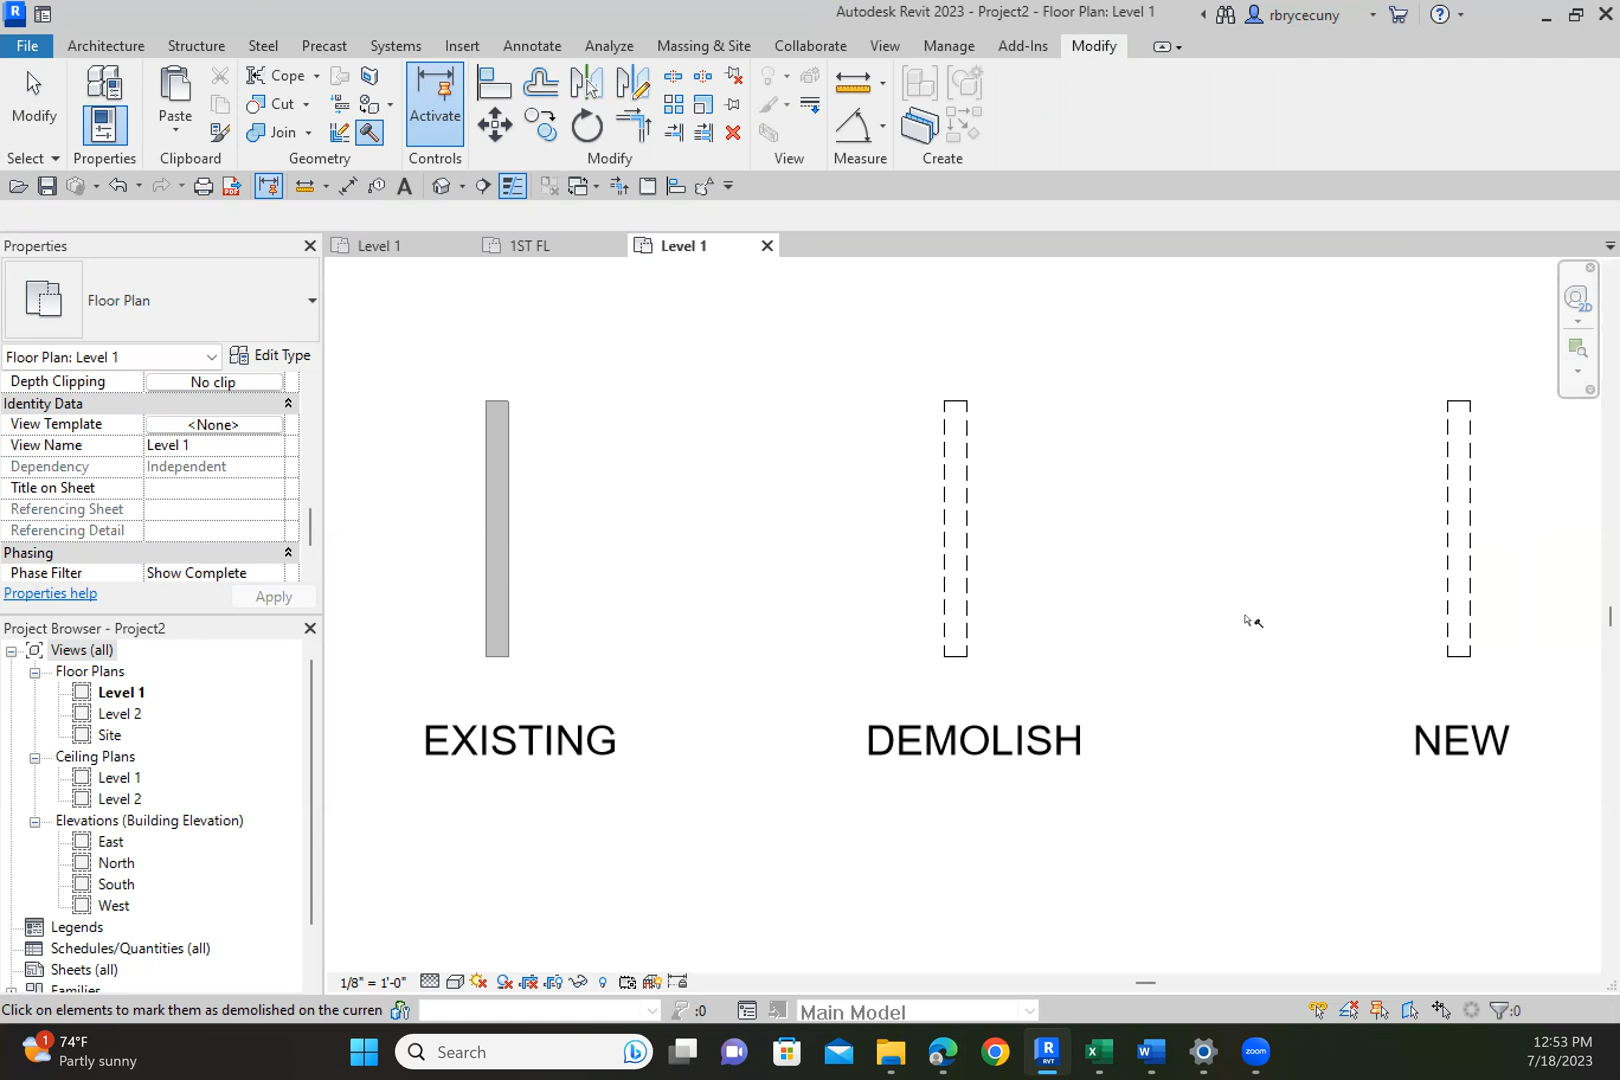 Autodesk Revit 2023 - Project2 - Floor Plan: Level 1
rbrycecuny
File Architecture Structure Steel Precast Systems Insert Annotate Analyze Massing & Site Collaborate View Manage Add-Ins Modify
Modify
Paste
Cope
Cut
Join
Activate
Select Properties Clipboard Geometry Controls Modify View Measure Create
Properties
Level 1
1ST FL
Level 1
Floor Plan
Floor Plan: Level 1
Edit Type
Depth Clipping No clip
Identity Data
View Template <None>
View Name Level 1
Dependency Independent
Title on Sheet
Referencing Sheet
Referencing Detail
Phasing
Phase Filter Show Complete
Properties help
Apply
Project Browser - Project2
Views (all)
Floor Plans
Level 1
Level 2
Site
Ceiling Plans
Level 1
Level 2
Elevations (Building Elevation)
East
North
South
West
Legends
Schedules/Quantities (all)
Sheets (all)
Families
2D
EXISTING DEMOLISH NEW
1/8" = 1'-0"
Click on elements to mark them as demolished on the curren
:0
Main Model
:0
1
74°F
Partly sunny
Search
R
RVT
zoom
12:53 PM
7/18/2023